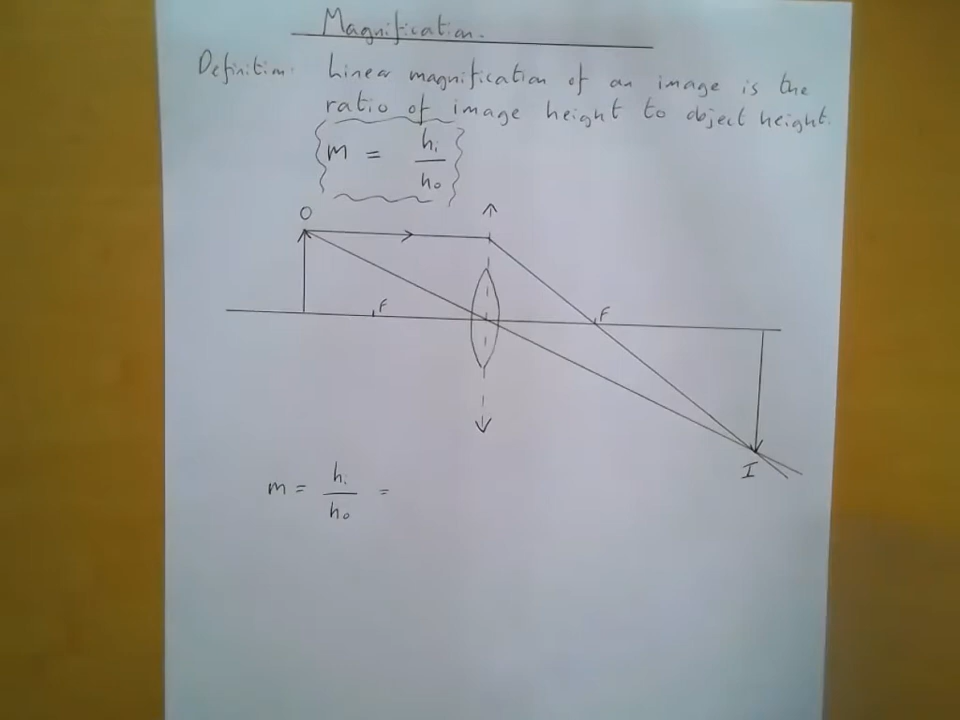 Magnification.
Definition: Linear magnification of an image is the
ratio of image height to object height.
m = hi
ho
O
F
F
I
m = hi =
ho